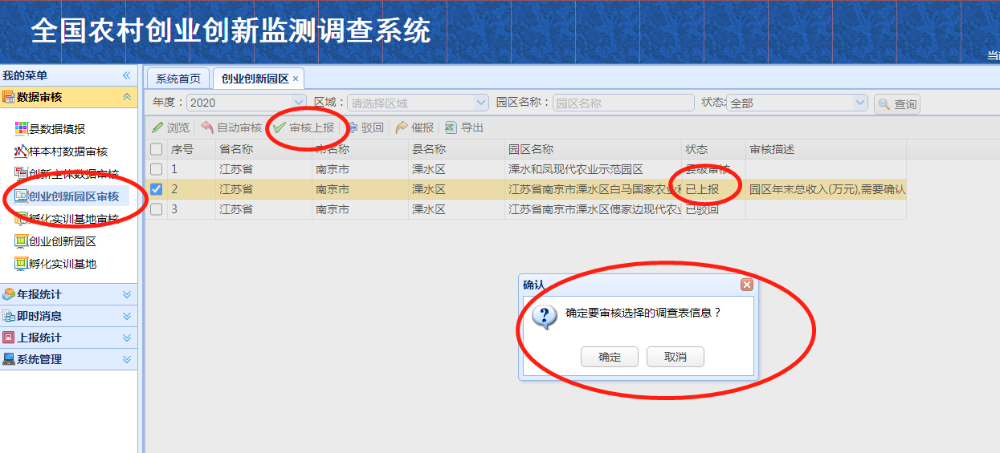 全国农村创业创新监测调查系统
当前
我的菜单
数据审核
县数据填报
样本村数据审核
创新主体数据审核
创业创新园区审核
孵化实训基地审核
创业创新园区
孵化实训基地
年报统计
即时消息
上报统计
系统管理
系统首页 创业创新园区
年度： 2020 区域： 请选择区域 园区名称： 园区名称 状态: 全部 查询
浏览 自动审核 审核上报 驳回 催报 导出
序号 省名称 市名称 县名称 园区名称 状态 审核描述
1 江苏省 南京市 溧水区 溧水和凤现代农业示范园区 县级审核
2 江苏省 南京市 溧水区 江苏省南京市溧水区白马国家农业科 已上报 园区年末总收入(万元),需要确认
3 江苏省 南京市 溧水区 江苏省南京市溧水区傅家边现代农业 已驳回
确认
确定要审核选择的调查表信息？
确定 取消